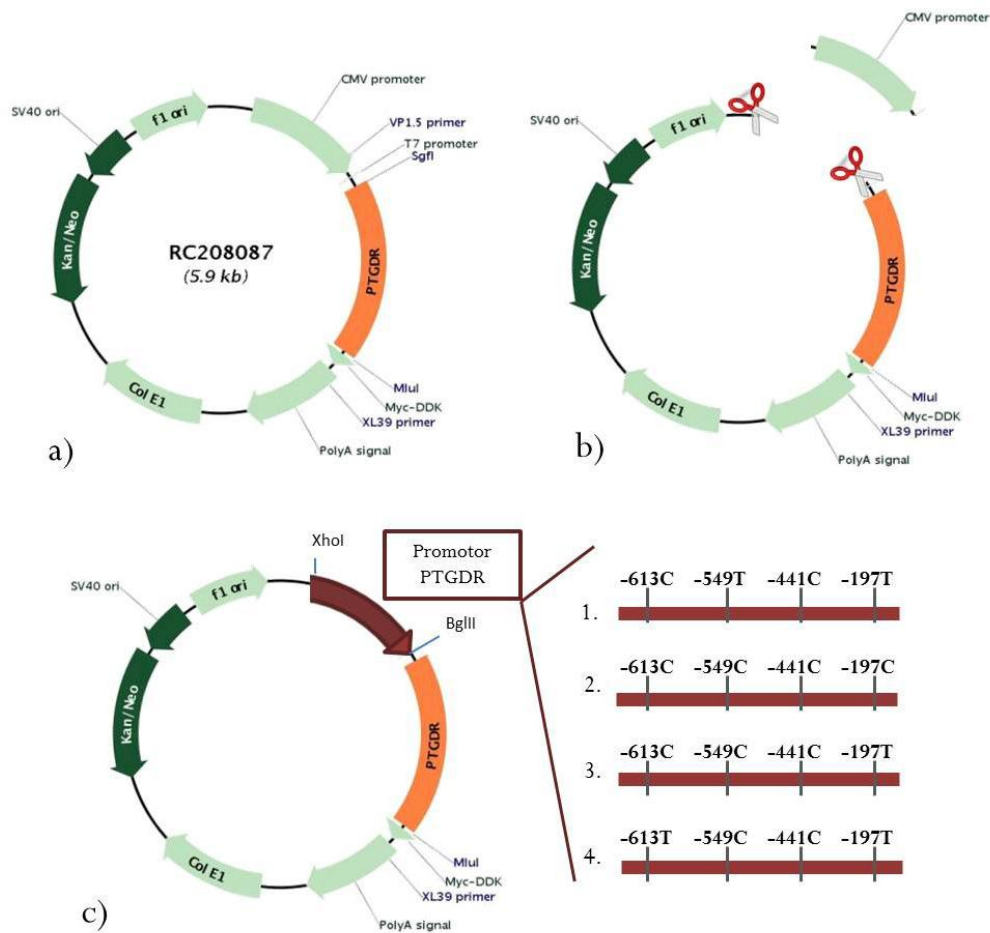 CMV promoter
VP1.5 primer
T7 promoter
SgfI
SV40 ori
f1 ori
Kan/Neo
RC208087
(5.9 kb)
PTGDR
MluI
Myc-DDK
XL39 primer
PolyA signal
Col E1
a)
CMV promoter
SV40 ori
f1 ori
Kan/Neo
PTGDR
MluI
Myc-DDK
XL39 primer
PolyA signal
Col E1
b)
XhoI
Promotor
PTGDR
BglII
SV40 ori
f1 ori
Kan/Neo
PTGDR
MluI
Myc-DDK
XL39 primer
PolyA signal
Col E1
c)
-613C -549T -441C -197T
1.
-613C -549C -441C -197C
2.
-613C -549C -441C -197T
3.
-613T -549C -441C -197T
4.